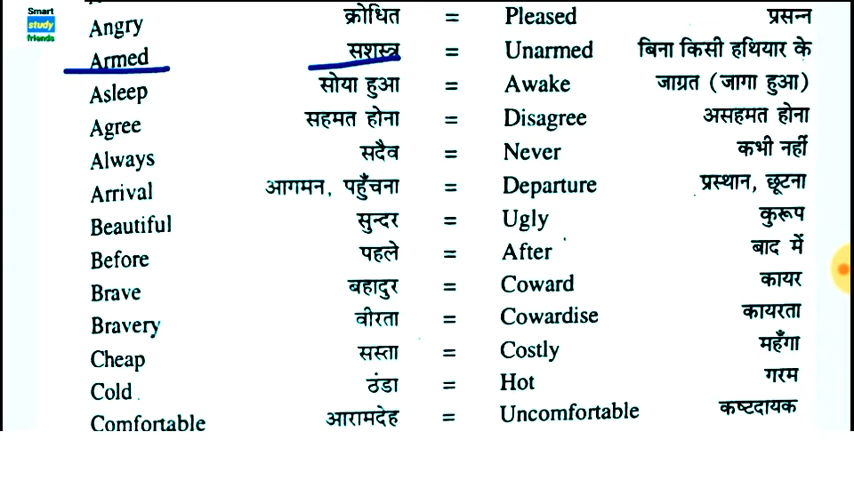 Smart
study
friends
Angry क्रोधित = Pleased प्रसन्न
Armed सशस्त्र = Unarmed बिना किसी हथियार के
Asleep सोया हुआ = Awake जाग्रत (जागा हुआ)
Agree सहमत होना = Disagree असहमत होना
Always सदैव = Never कभी नहीं
Arrival आगमन, पहुँचना = Departure प्रस्थान, छूटना
Beautiful सुन्दर = Ugly कुरूप
Before पहले = After बाद में
Brave बहादुर = Coward कायर
Bravery वीरता = Cowardise कायरता
Cheap सस्ता = Costly महँगा
Cold ठंडा = Hot गरम
Comfortable आरामदेह = Uncomfortable कष्टदायक